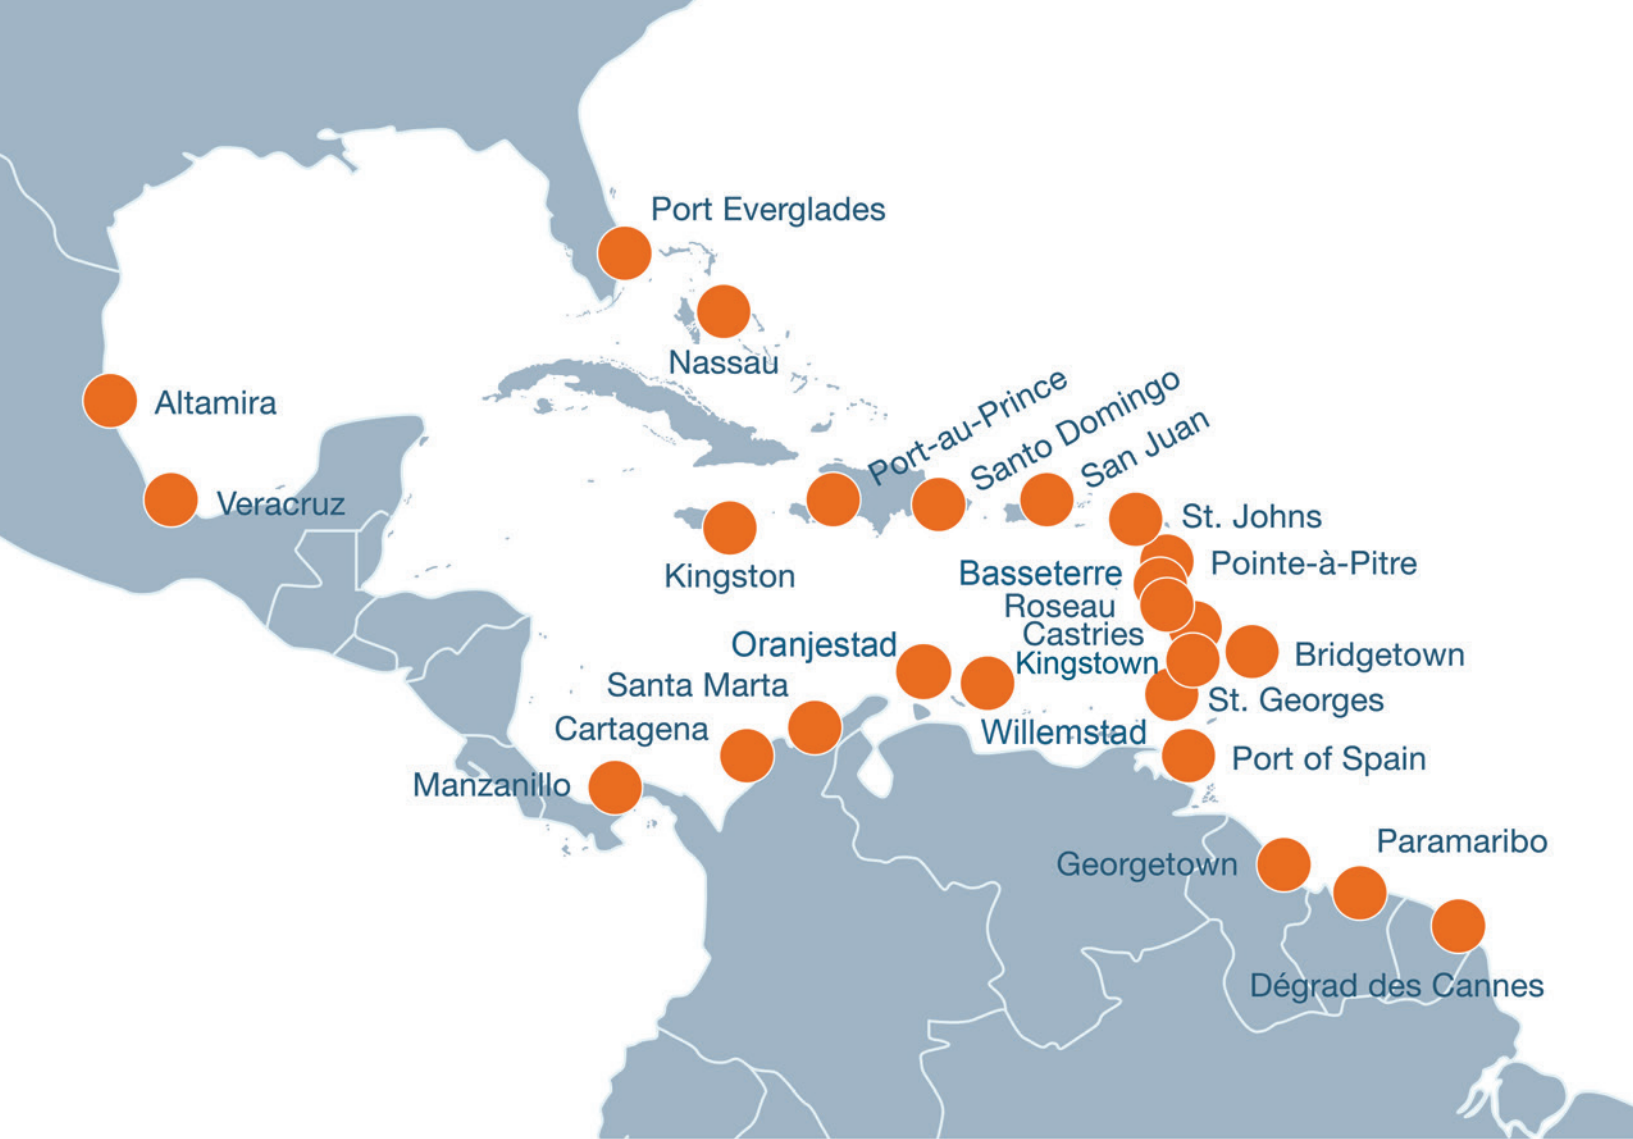 Port Everglades
Nassau
Altamira
Veracruz
Port-au-Prince
Santo Domingo
San Juan
St. Johns
Kingston
Pointe-à-Pitre
Basseterre
Roseau
Castries
Oranjestad
Kingstown
Bridgetown
Santa Marta
St. Georges
Cartagena
Willemstad
Port of Spain
Manzanillo
Paramaribo
Georgetown
Dégrad des Cannes